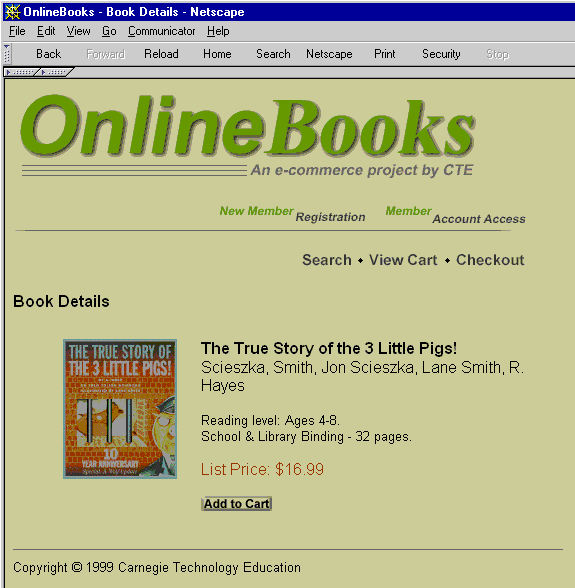 OnlineBooks - Book Details - Netscape
File Edit View Go Communicator Help
Back Forward Reload Home Search Netscape Print Security Stop
OnlineBooks
An e-commerce project by CTE
New Member Registration Member Account Access
Search • View Cart • Checkout
Book Details
THE TRUE STORY OF
THE 3 LITTLE PIGS!
10
YEAR ANNIVERSARY
The True Story of the 3 Little Pigs!
Scieszka, Smith, Jon Scieszka, Lane Smith, R.
Hayes
Reading level: Ages 4-8.
School & Library Binding - 32 pages.
List Price: $16.99
Add to Cart
Copyright © 1999 Carnegie Technology Education